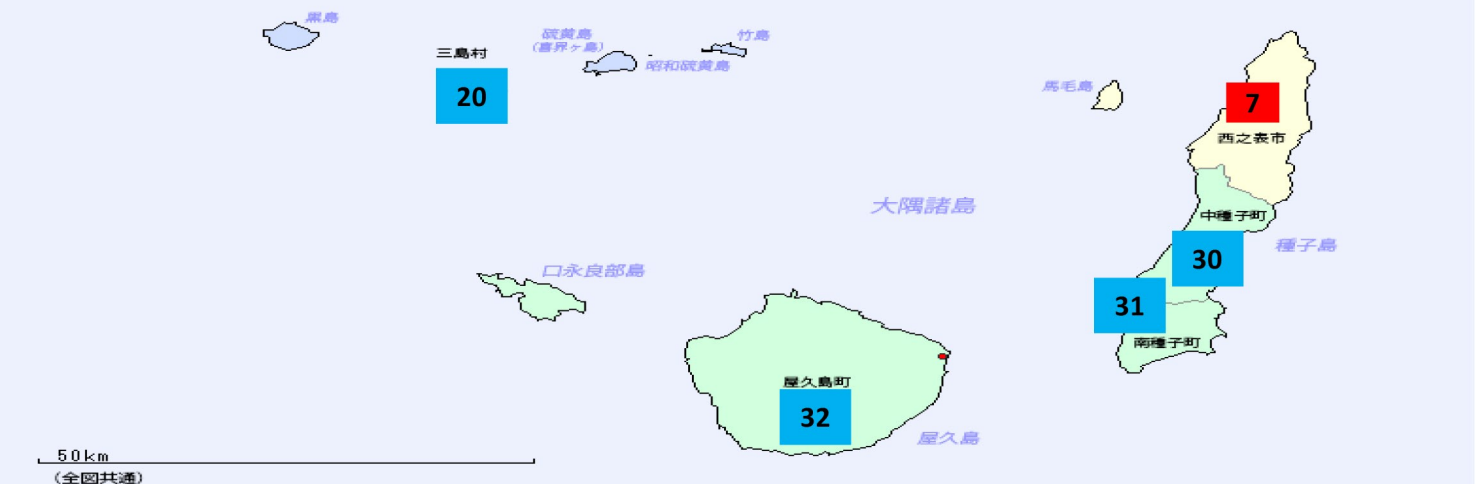 黒島
硫黄島
(喜界ヶ島)
竹島
三島村
昭和硫黄島
20
馬毛島
7
西之表市
大隅諸島
中種子町
種子島
30
口永良部島
31
南種子町
屋久島町
32
屋久島
50km
(全図共通)